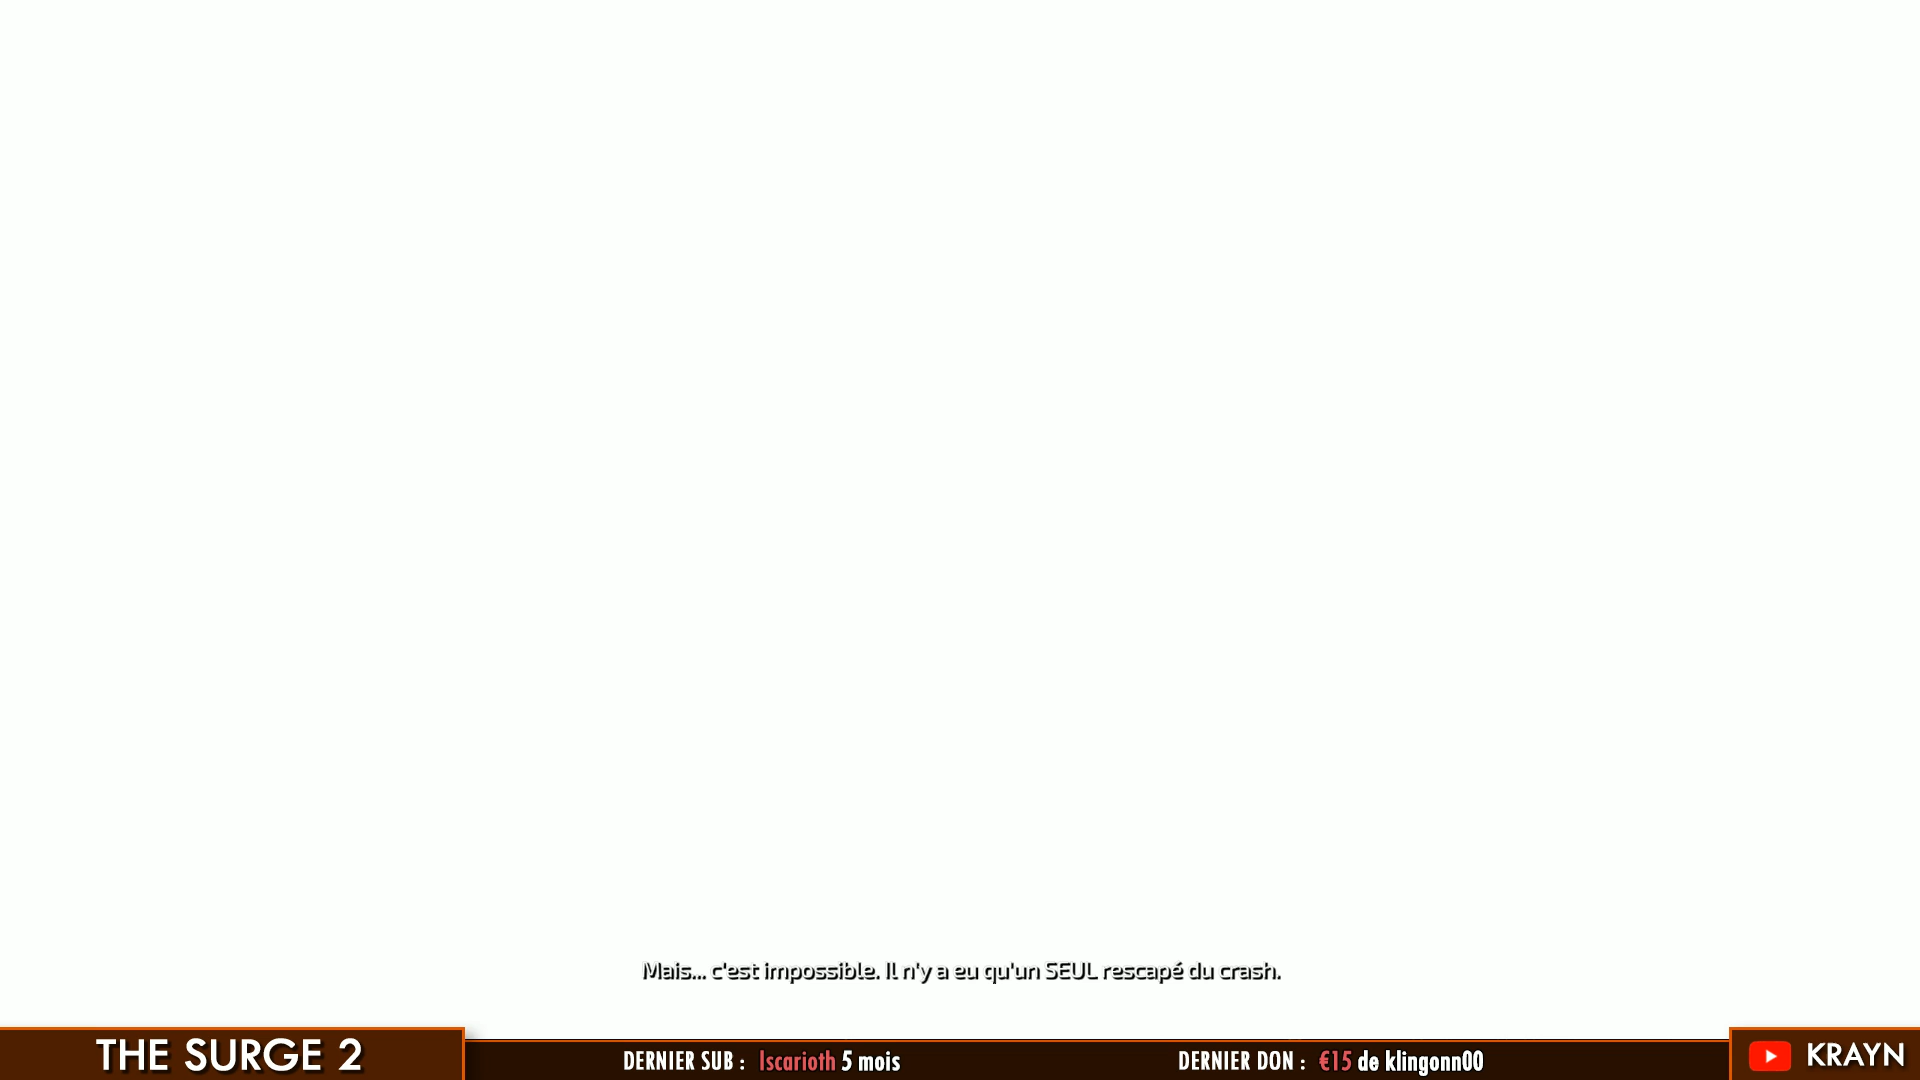 Mais... c'est impossible. Il n'y a eu qu'un SEUL rescapé du crash.
THE SURGE 2
DERNIER SUB : Iscarioth 5 mois
DERNIER DON : €15 de klingonn00
KRAYN